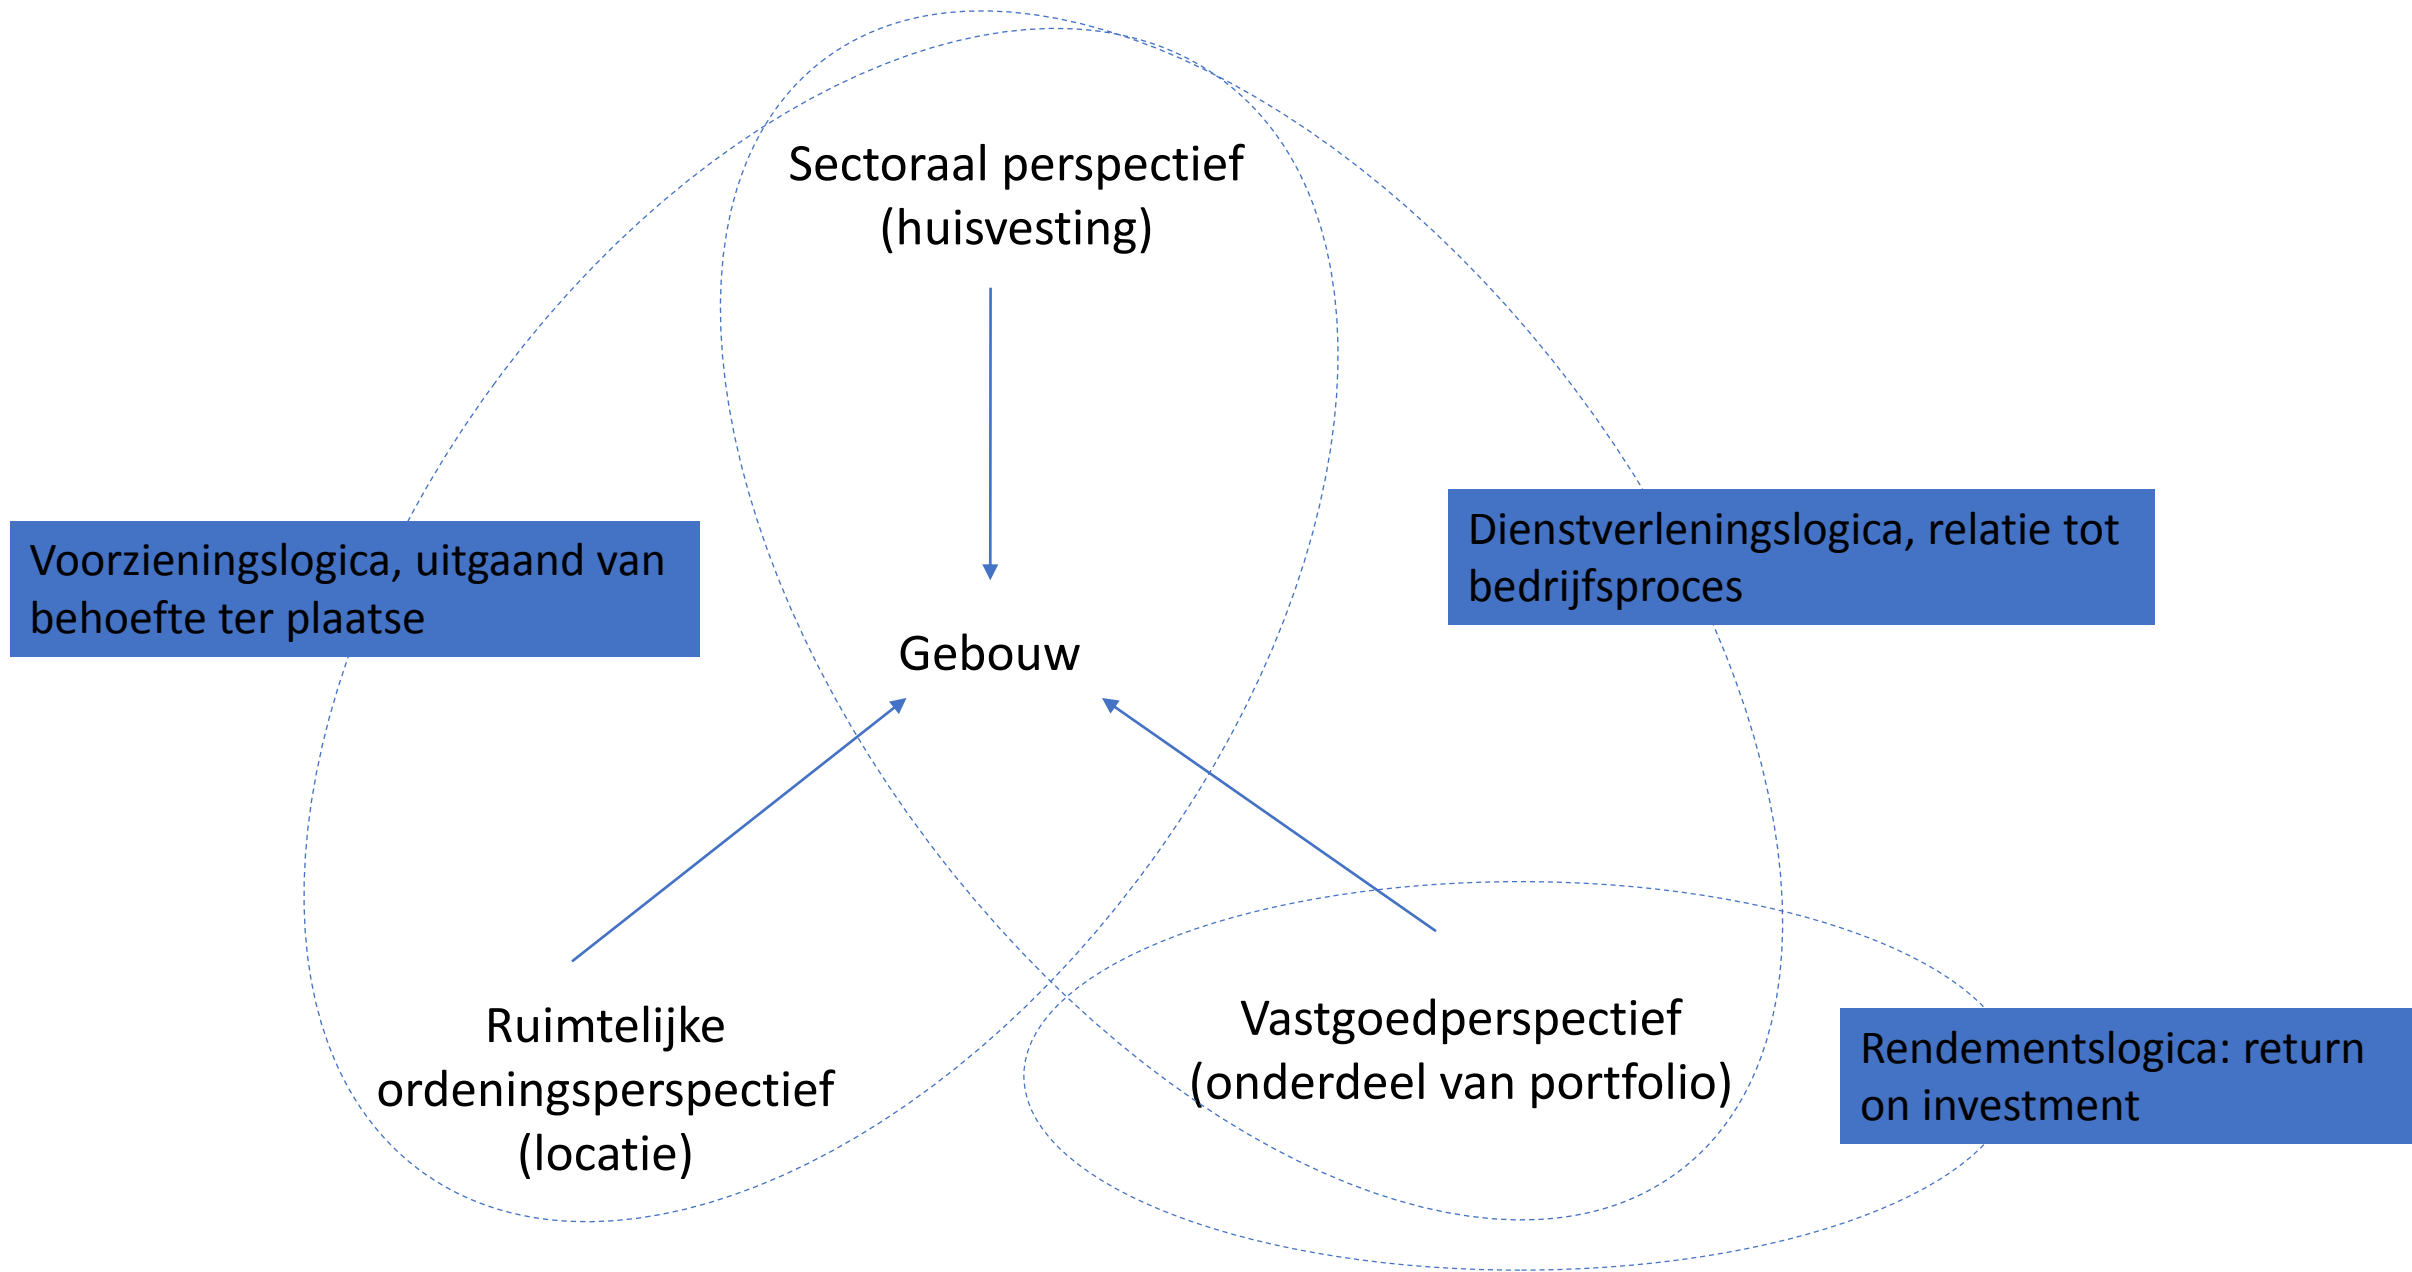 Sectoraal perspectief
(huisvesting)
Voorzieningslogica, uitgaand van
behoefte ter plaatse
Dienstverleningslogica, relatie tot
bedrijfsproces
Gebouw
Ruimtelijke
ordeningsperspectief
(locatie)
Vastgoedperspectief
(onderdeel van portfolio)
Rendementslogica: return
on investment